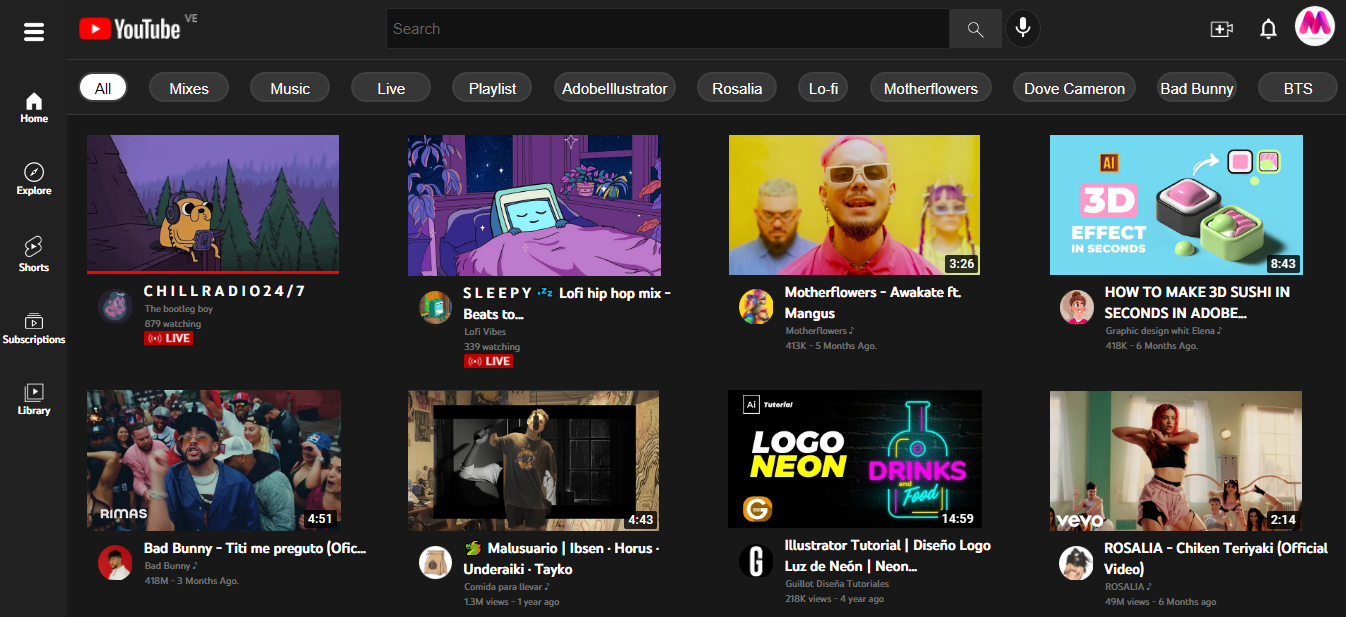 YouTube VE
Search
All
Mixes
Music
Live
Playlist
AdobeIllustrator
Rosalia
Lo-fi
Motherflowers
Dove Cameron
Bad Bunny
BTS
Home
Explore
Shorts
Subscriptions
Library
C H I L L R A D I O 2 4 / 7
The bootleg boy
879 watching
LIVE
S L E E P Y 💤 Lofi hip hop mix -
Beats to...
Lofi Vibes
339 watching
LIVE
3:26
Motherflowers - Awakate ft.
Mangus
Motherflowers ♪
413K - 5 Months Ago.
AI
3D
EFFECT
IN SECONDS
8:43
HOW TO MAKE 3D SUSHI IN
SECONDS IN ADOBE...
Graphic design whit Elena ♪
418K - 6 Months Ago.
RIMAS
4:51
Bad Bunny - Titi me preguto (Ofic...
Bad Bunny ♪
418M - 3 Months Ago.
4:43
🐲 Malusuario | Ibsen · Horus ·
Underaiki · Tayko
Comida para llevar ♪
1.3M views - 1 year ago
Ai Tutorial
LOGO
NEON
DRINKS
and
Food
G
14:59
Illustrator Tutorial | Diseño Logo
Luz de Neón | Neon...
Guillot Diseña Tutoriales
218K views - 4 year ago
vevo
2:14
ROSALIA - Chiken Teriyaki (Official
Video)
ROSALIA ♪
49M views - 6 Months ago